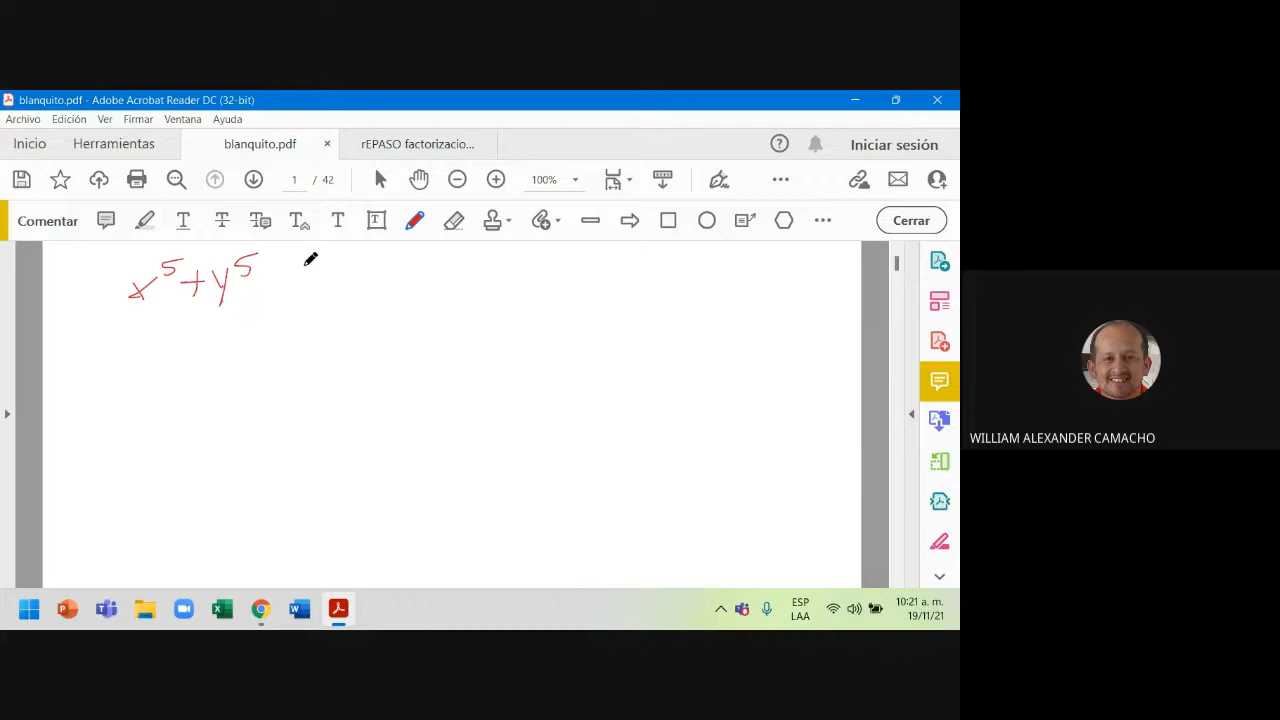 blanquito.pdf - Adobe Acrobat Reader DC (32-bit)
Archivo Edición Ver Firmar Ventana Ayuda
Inicio Herramientas blanquito.pdf × rEPASO factorizacio... ? Iniciar sesión
1 / 42 100%
Comentar T T T T T T Cerrar
x⁵+y⁵
WILLIAM ALEXANDER CAMACHO
ESP
LAA
10:21 a. m.
19/11/21